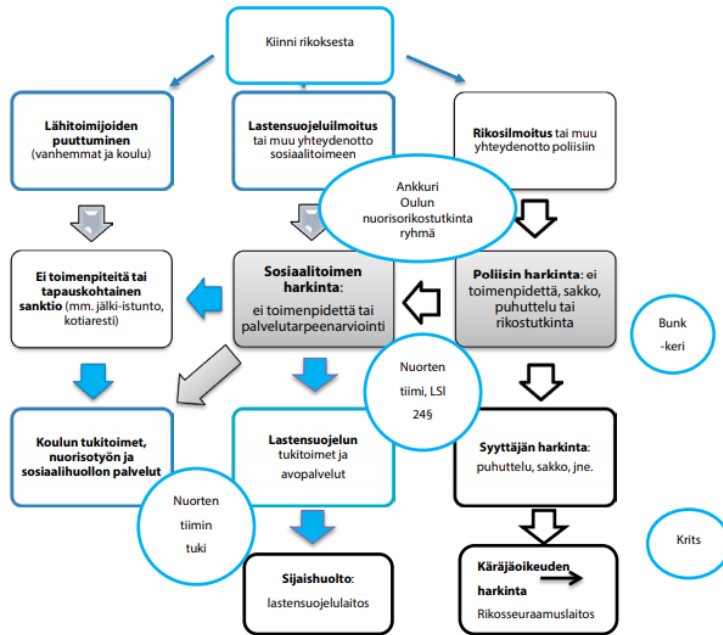 Kiinni rikoksesta
Lähitoimijoiden
puuttuminen
(vanhemmat ja koulu)
Lastensuojeluilmoitus
tai muu yhteydenotto
sosiaalitoimeen
Rikosilmoitus tai muu
yhteydenotto poliisiin
Ankkuri
Oulun
nuorisorikostutkinta
ryhmä
Ei toimenpiteitä tai
tapauskohtainen
sanktio (mm. jälki-istunto,
kotiaresti)
Sosiaalitoimen
harkinta:
ei toimenpidettä tai
palvelutarpeenarviointi
Poliisin harkinta: ei
toimenpidettä, sakko,
puhuttelu tai
rikostutkinta
Bunk
-keri
Nuorten
tiimi, LSl
24§
Koulun tukitoimet,
nuorisotyön ja
sosiaalihuollon palvelut
Lastensuojelun
tukitoimet ja
avopalvelut
Syyttäjän harkinta:
puhuttelu, sakko, jne.
Nuorten
tiimin
tuki
Krits
Sijaishuolto:
lastensuojelulaitos
Käräjäoikeuden
harkinta
Rikosseuraamuslaitos